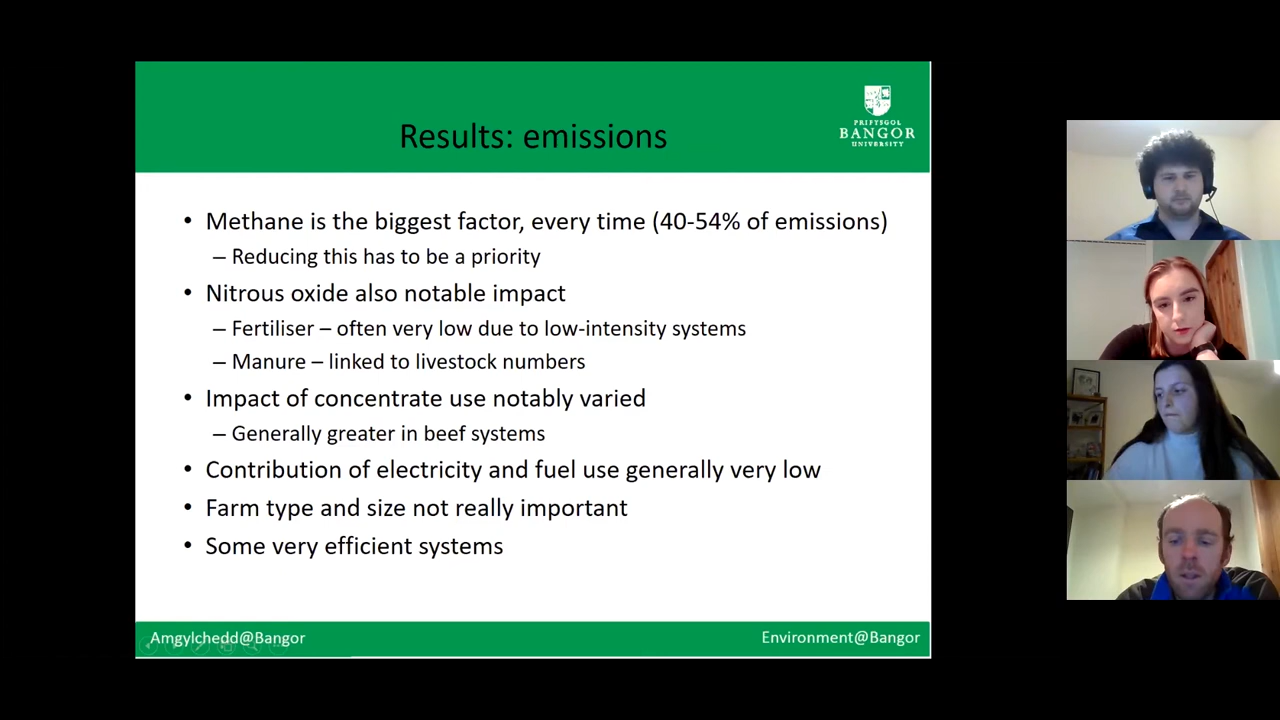 Results: emissions
PRIFYSGOL
BANGOR
UNIVERSITY
• Methane is the biggest factor, every time (40-54% of emissions)
– Reducing this has to be a priority
• Nitrous oxide also notable impact
– Fertiliser – often very low due to low-intensity systems
– Manure – linked to livestock numbers
• Impact of concentrate use notably varied
– Generally greater in beef systems
• Contribution of electricity and fuel use generally very low
• Farm type and size not really important
• Some very efficient systems
Amgylchedd@Bangor
Environment@Bangor